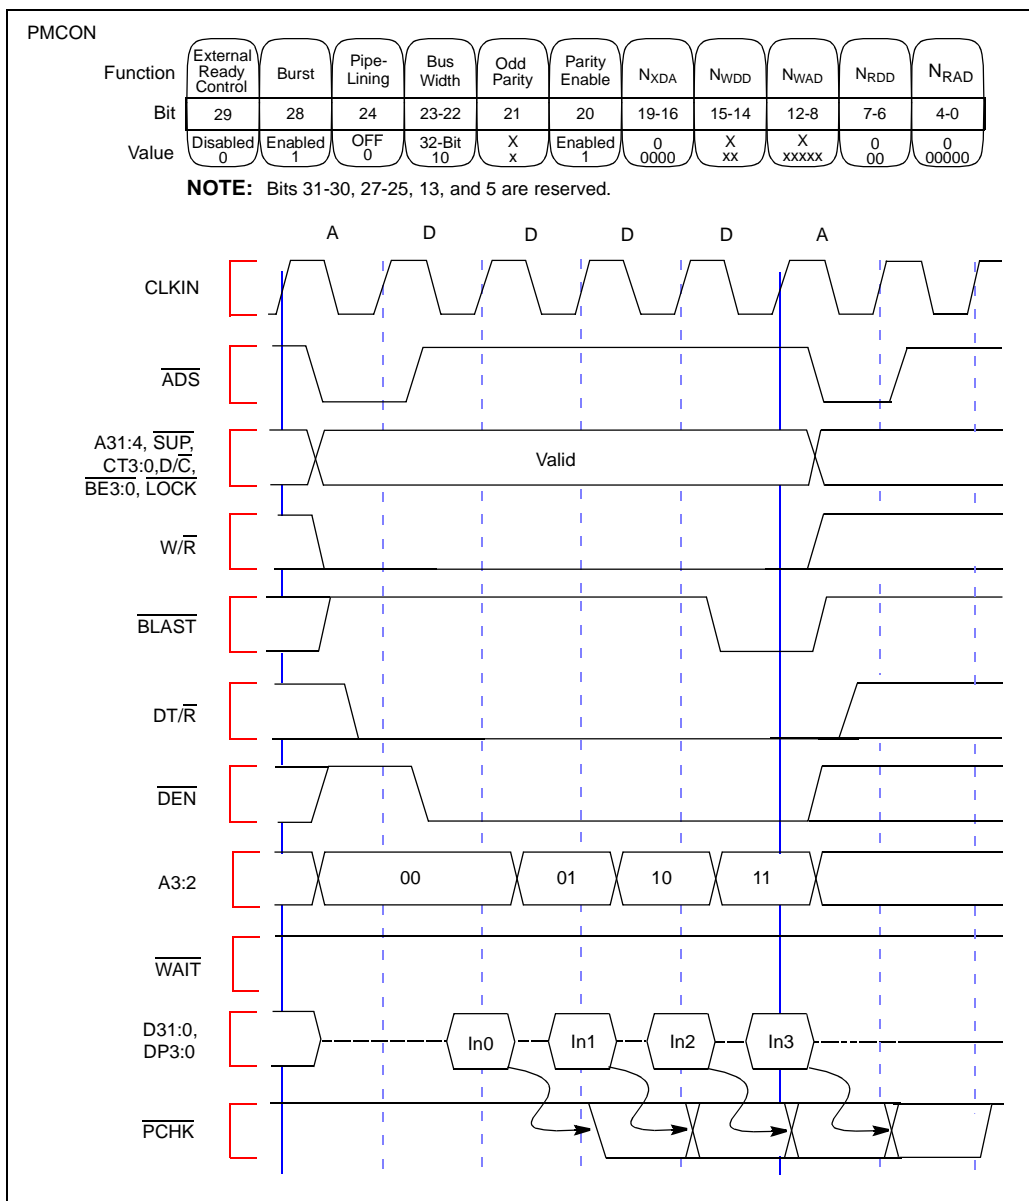 PMCON
Function
External Ready Control
Burst
Pipe-Lining
Bus Width
Odd Parity
Parity Enable
NXDA
NWDD
NWAD
NRDD
NRAD
Bit
29
28
24
23-22
21
20
19-16
15-14
12-8
7-6
4-0
Value
Disabled 0
Enabled 1
OFF 0
32-Bit 10
X x
Enabled 1
0 0000
X xx
X xxxxx
0 00
0 00000
NOTE: Bits 31-30, 27-25, 13, and 5 are reserved.
A D D D D A
CLKIN
ADS
A31:4, SUP,
CT3:0,D/C,
BE3:0, LOCK
Valid
W/R
BLAST
DT/R
DEN
A3:2
00 01 10 11
WAIT
D31:0,
DP3:0
In0 In1 In2 In3
PCHK